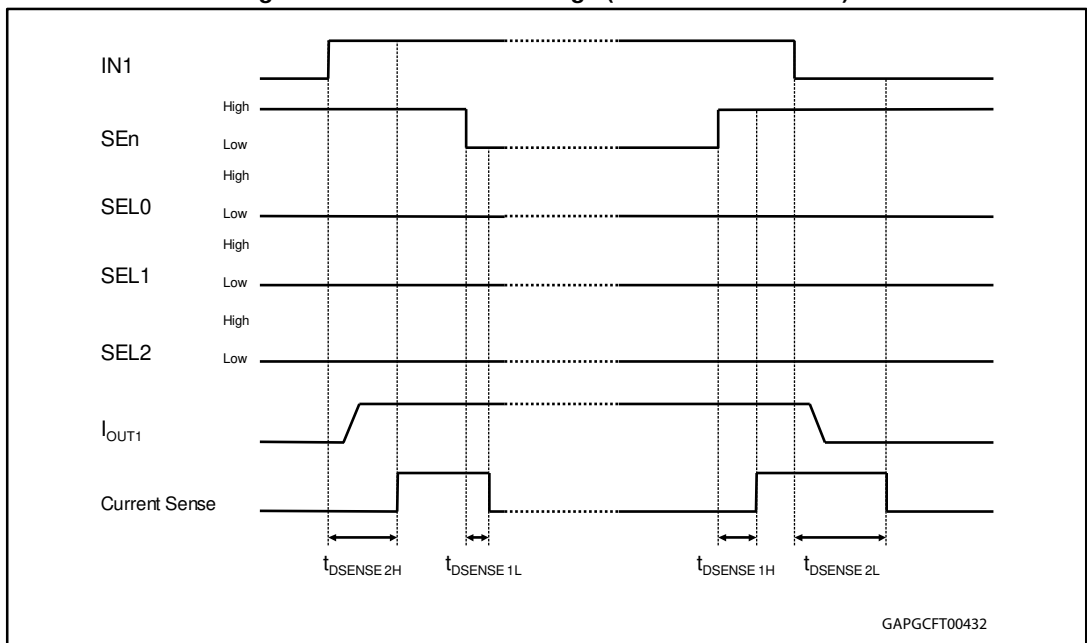 IN1
High
SEn
Low
High
SEL0
Low
High
SEL1
Low
High
SEL2
Low
IOUT1
Current Sense
tDSENSE 2H
tDSENSE 1L
tDSENSE 1H
tDSENSE 2L
GAPGCFT00432